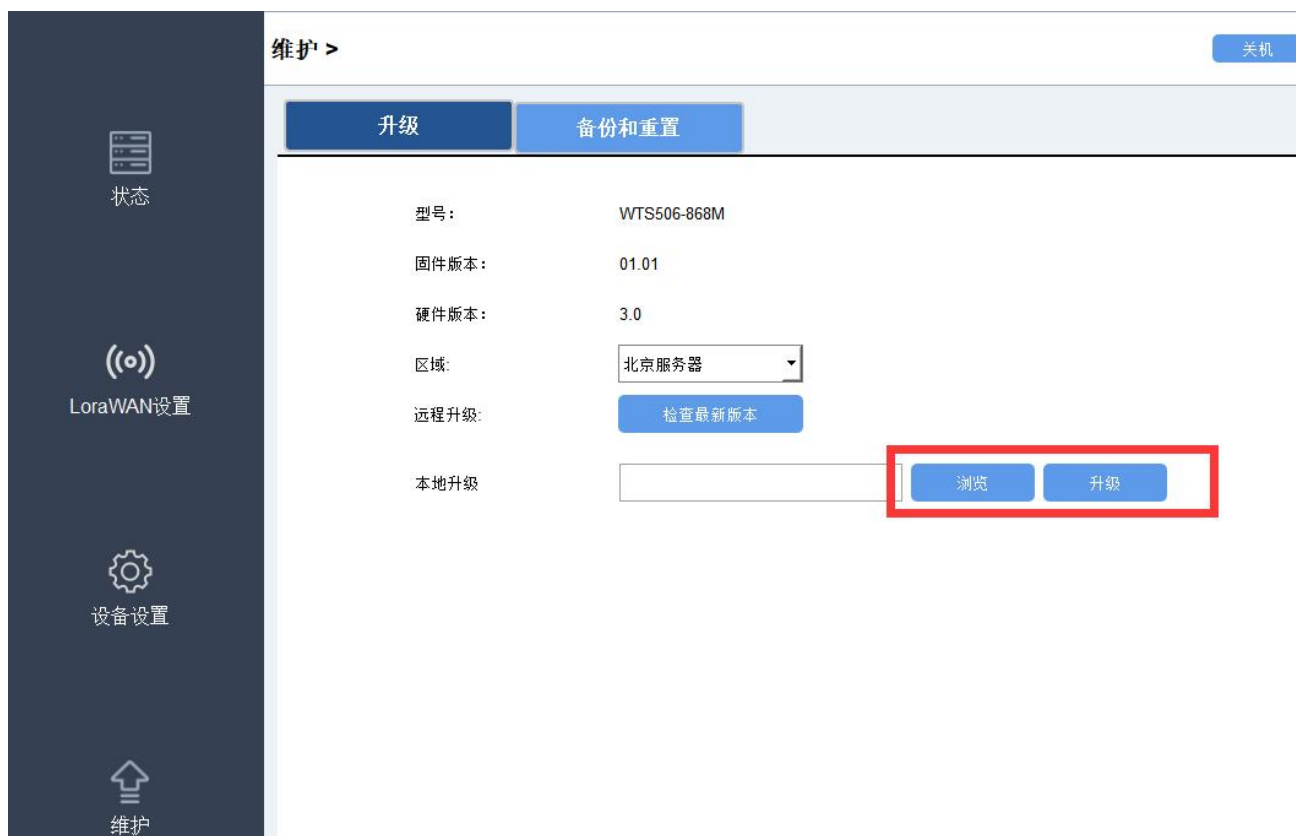 维护 >
关机
升级
备份和重置
状态
LoraWAN设置
设备设置
维护
型号： WTS506-868M
固件版本： 01.01
硬件版本： 3.0
区域: 北京服务器
远程升级: 检查最新版本
本地升级 浏览 升级